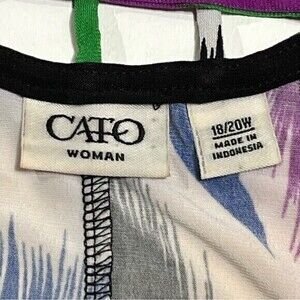 CATO
WOMAN
18/20W
MADE IN
INDONESIA